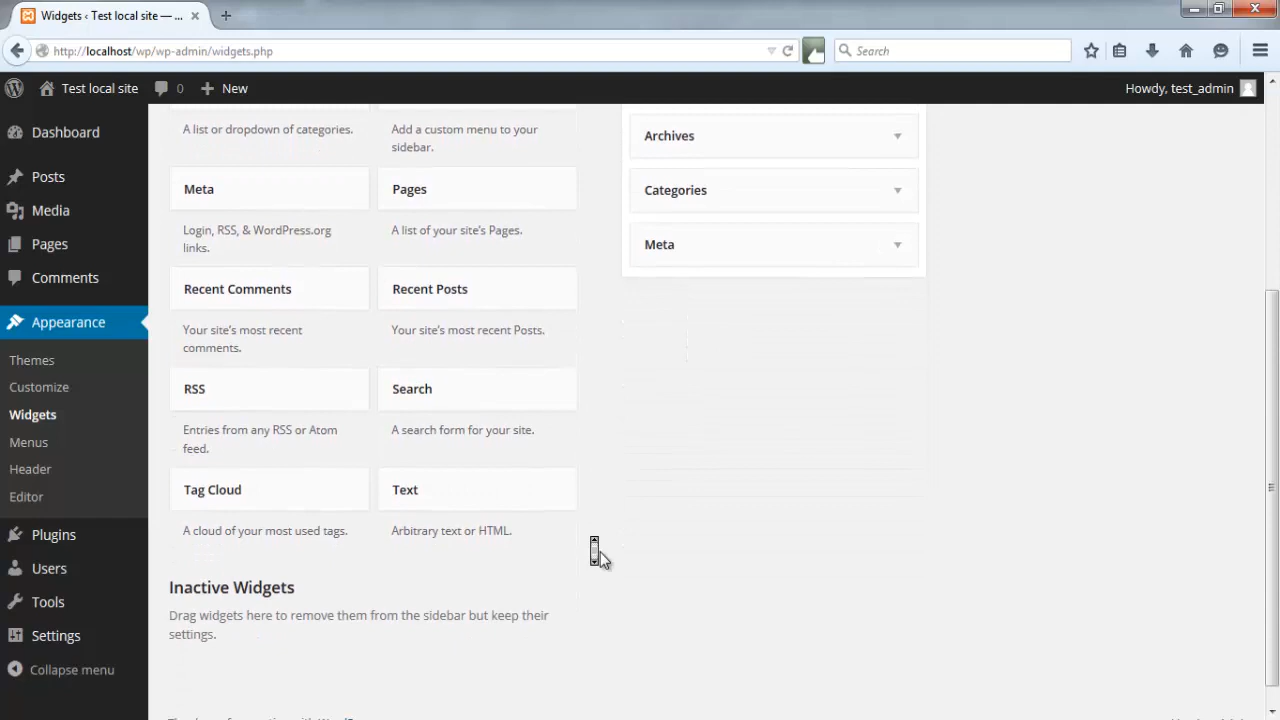 Widgets ‹ Test local site — ...
http://localhost/wp/wp-admin/widgets.php
Search
Test local site
0
New
Howdy, test_admin
Dashboard
Posts
Media
Pages
Comments
Appearance
Themes
Customize
Widgets
Menus
Header
Editor
Plugins
Users
Tools
Settings
Collapse menu
A list or dropdown of categories.
Add a custom menu to your
sidebar.
Meta
Pages
Login, RSS, & WordPress.org
links.
A list of your site's Pages.
Recent Comments
Recent Posts
Your site's most recent
comments.
Your site's most recent Posts.
RSS
Search
Entries from any RSS or Atom
feed.
A search form for your site.
Tag Cloud
Text
A cloud of your most used tags.
Arbitrary text or HTML.
Inactive Widgets
Drag widgets here to remove them from the sidebar but keep their
settings.
Archives
Categories
Meta